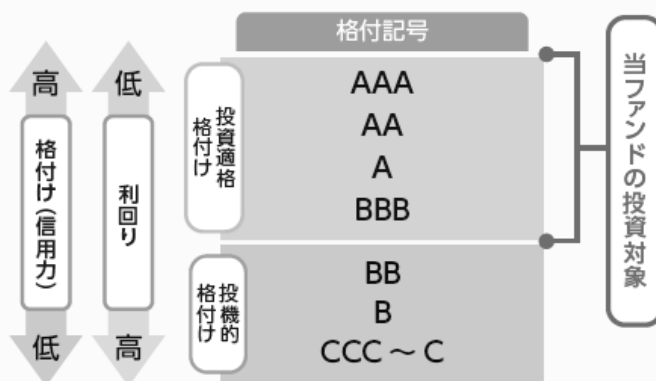 格付記号
高
格付け(信用力)
低
低
利回り
高
投資適格
格付け
AAA
AA
A
BBB
投機的
格付け
BB
B
CCC ~ C
当ファンドの投資対象